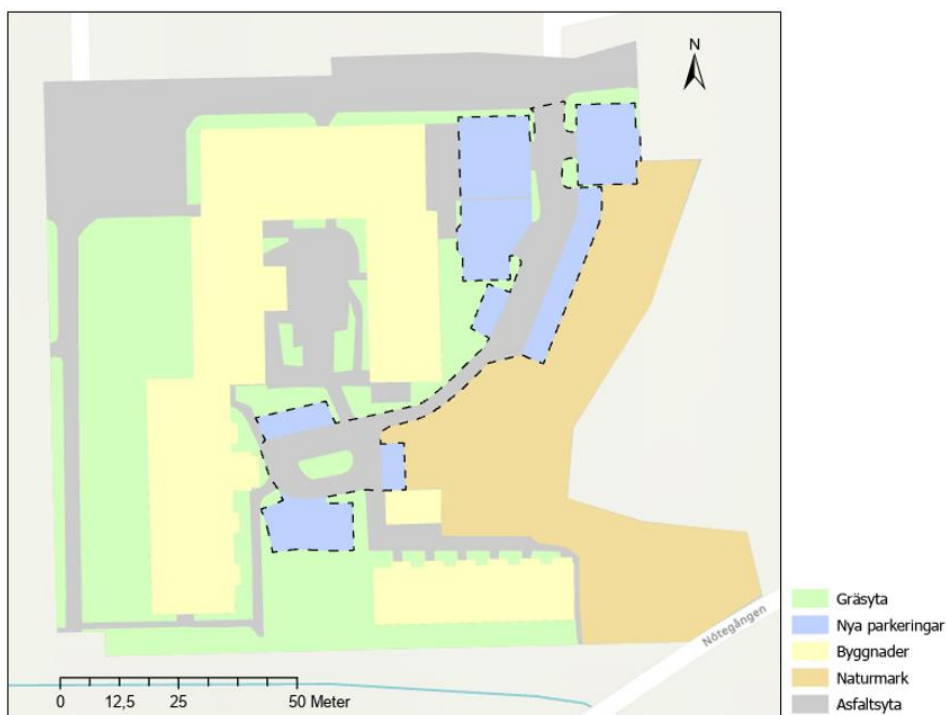 N
Gräsyta
Nya parkeringar
Byggnader
Naturmark
Asfaltsyta
Nötegången
0 12,5 25 50 Meter